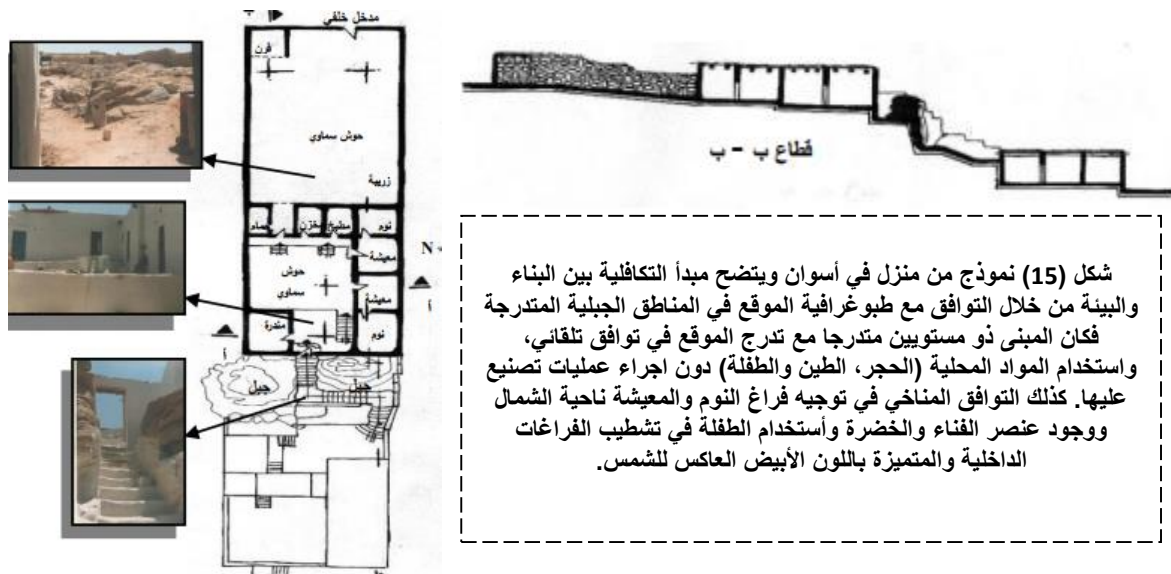 مدخل خلفي
فرن
حوش سماوي
زريبة
حمام
مخزن
مطبخ
نوم
معيشة
N
حوش
سماوي
معيشة
أ
مندرة
نوم
أ
جبل
جبل
قطاع ب - ب
شكل (15) نموذج من منزل في أسوان ويتضح مبدأ التكافلية بين البناء
والبيئة من خلال التوافق مع طبوغرافية الموقع في المناطق الجبلية المتدرجة
فكان المبنى ذو مستويين متدرجا مع تدرج الموقع في توافق تلقائي،
واستخدام المواد المحلية (الحجر، الطين والطفلة) دون اجراء عمليات تصنيع
عليها. كذلك التوافق المناخي في توجيه فراغ النوم والمعيشة ناحية الشمال
ووجود عنصر الفناء والخضرة وأستخدام الطفلة في تشطيب الفراغات
الداخلية والمتميزة باللون الأبيض العاكس للشمس.